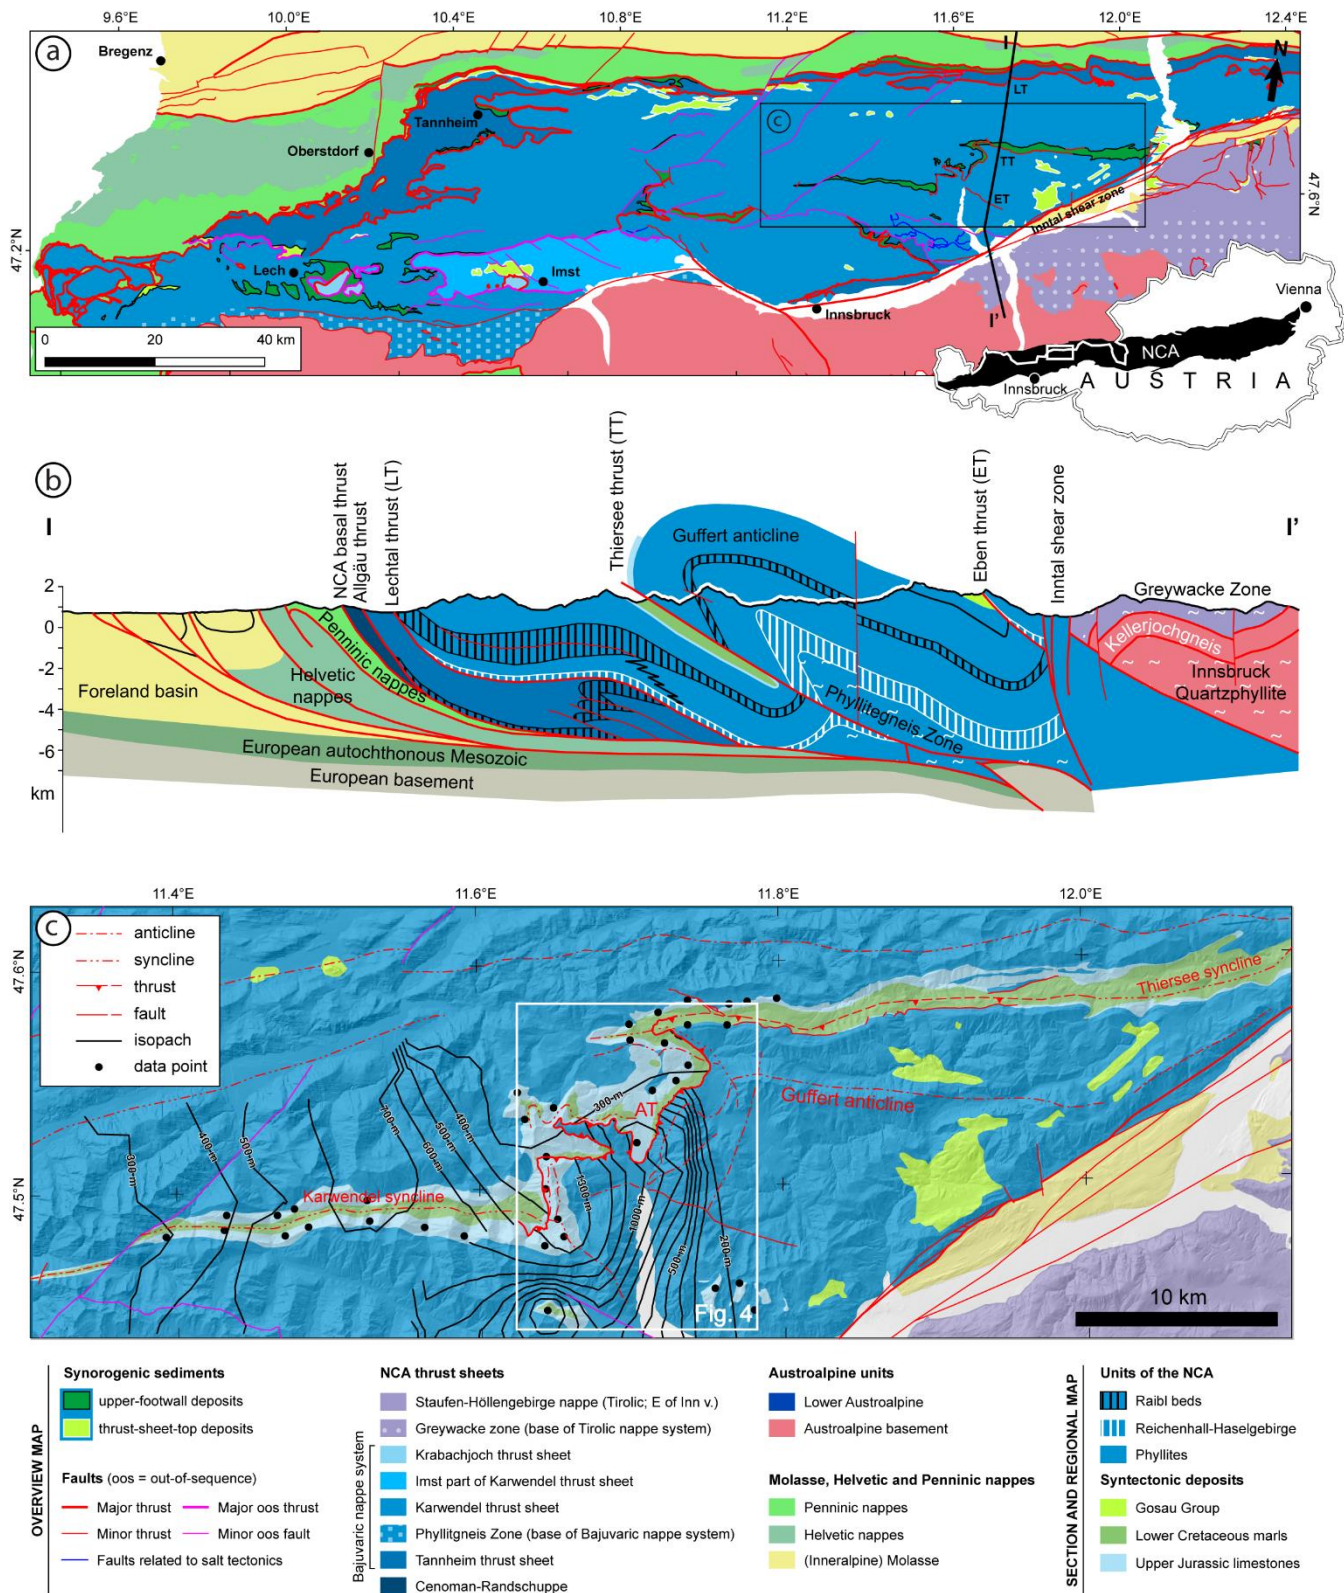 9.6°E 10.0°E 10.4°E 10.8°E 11.2°E 11.6°E 12.0°E 12.4°E
a
Bregenz
I
N
LT
Tannheim
c
Oberstdorf
TT
ET
47.6°N
47.2°N
Inntal shear zone
Lech
Imst
Innsbruck
I'
0 20 40 km
Vienna
NCA
Innsbruck
AUSTRIA
b
I
I'
NCA basal thrust
Allgäu thrust
Lechtal thrust (LT)
Thiersee thrust (TT)
Eben thrust (ET)
Inntal shear zone
Guffert anticline
Greywacke Zone
2
0
-2
-4
-6
km
Penninic nappes
Kellerjochgneis
Foreland basin
Helvetic nappes
Innsbruck Quartzphyllite
Phyllitegneis Zone
European autochthonous Mesozoic
European basement
11.4°E 11.6°E 11.8°E 12.0°E
c
47.6°N
47.5°N
anticline
syncline
thrust
fault
isopach
data point
Thiersee syncline
Guffert anticline
AT
Karwendel syncline
300-m
400-m
500-m
700-m
600-m
500-m
400-m
300-m
1300-m
1000-m
500-m
200-m
Fig. 4
10 km
OVERVIEW MAP
Synorogenic sediments
upper-footwall deposits
thrust-sheet-top deposits
Faults (oos = out-of-sequence)
Major thrust
Major oos thrust
Minor thrust
Minor oos fault
Faults related to salt tectonics
NCA thrust sheets
Staufen-Höllengebirge nappe (Tirolic; E of Inn v.)
Greywacke zone (base of Tirolic nappe system)
Bajuvaric nappe system
Krabachjoch thrust sheet
Imst part of Karwendel thrust sheet
Karwendel thrust sheet
Phyllitgneis Zone (base of Bajuvaric nappe system)
Tannheim thrust sheet
Cenoman-Randschuppe
Austroalpine units
Lower Austroalpine
Austroalpine basement
Molasse, Helvetic and Penninic nappes
Penninic nappes
Helvetic nappes
(Inneralpine) Molasse
SECTION AND REGIONAL MAP
Units of the NCA
Raibl beds
Reichenhall-Haselgebirge
Phyllites
Syntectonic deposits
Gosau Group
Lower Cretaceous marls
Upper Jurassic limestones